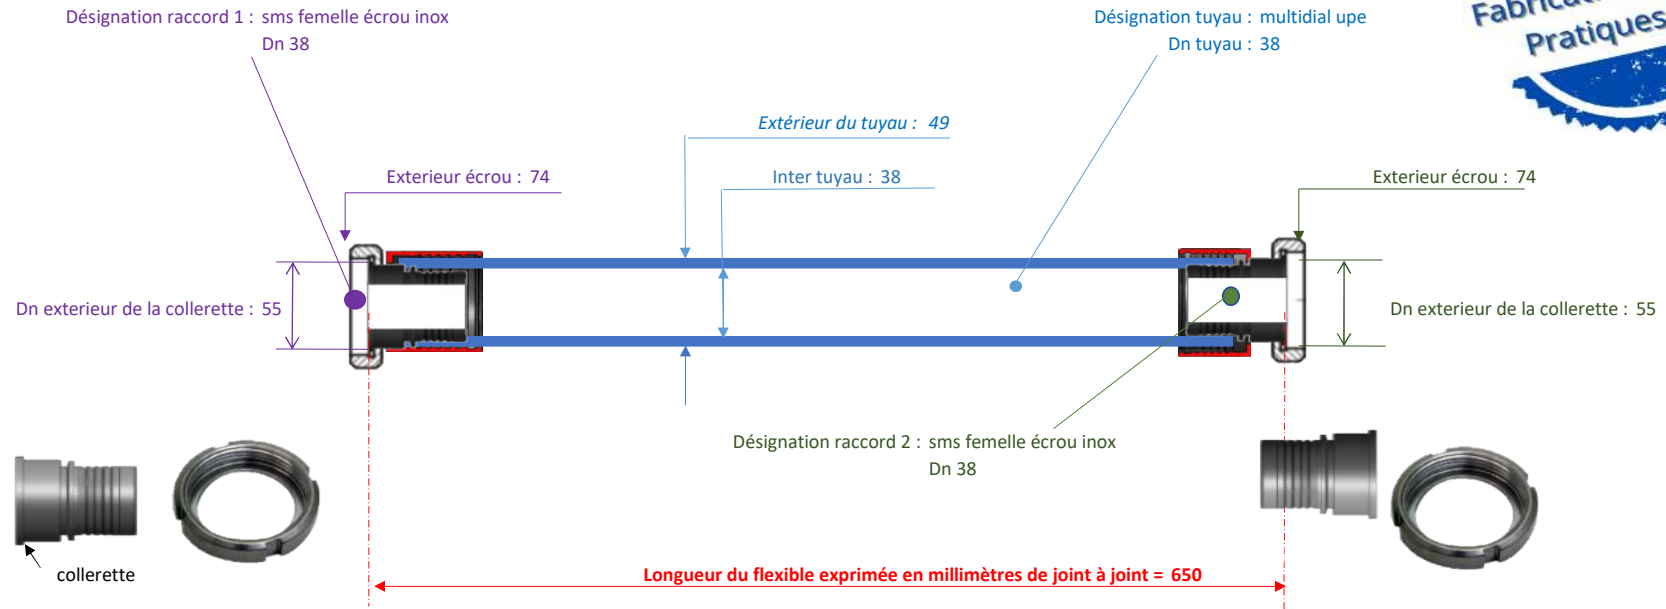 Désignation raccord 1 : sms femelle écrou inox
Dn 38
Désignation tuyau : multidial upe
Dn tuyau : 38
Pratiques
Extérieur du tuyau : 49
Exterieur écrou : 74
Inter tuyau : 38
Exterieur écrou : 74
Dn exterieur de la collerette : 55
Dn exterieur de la collerette : 55
Désignation raccord 2 : sms femelle écrou inox
Dn 38
collerette
Longueur du flexible exprimée en millimètres de joint à joint = 650